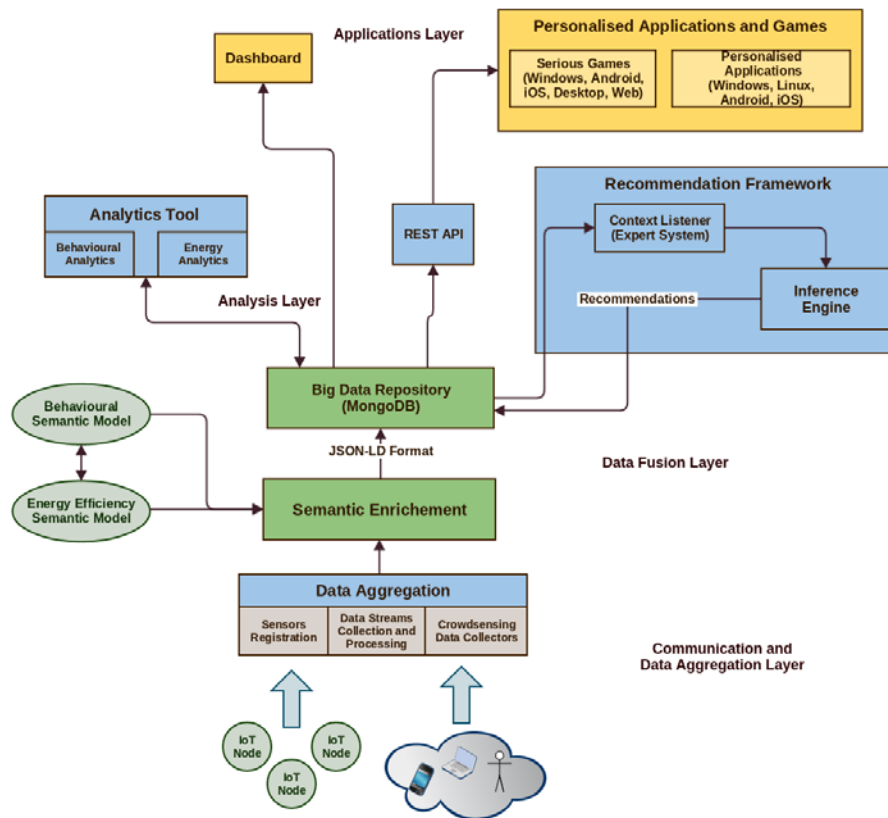 Applications Layer
Dashboard
Personalised Applications and Games
Serious Games
(Windows, Android,
iOS, Desktop, Web)
Personalised
Applications
(Windows, Linux,
Android, iOS)
Analytics Tool
Behavioural
Analytics
Energy
Analytics
REST API
Recommendation Framework
Context Listener
(Expert System)
Recommendations
Inference
Engine
Analysis Layer
Big Data Repository
(MongoDB)
Behavioural
Semantic Model
JSON-LD Format
Data Fusion Layer
Energy Efficiency
Semantic Model
Semantic Enrichement
Data Aggregation
Sensors
Registration
Data Streams
Collection and
Processing
Crowdsensing
Data Collectors
Communication and
Data Aggregation Layer
IoT
Node
IoT
Node
IoT
Node